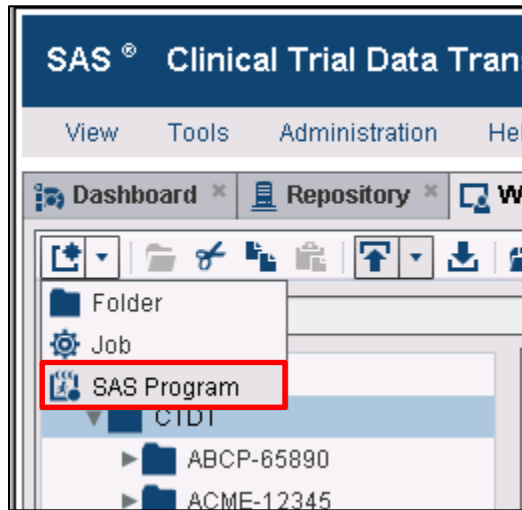 SAS ® Clinical Trial Data Tran
View Tools Administration Hel
Dashboard Repository W
Folder
Job
SAS Program
CTDT
ABCP-65890
ACME-12345